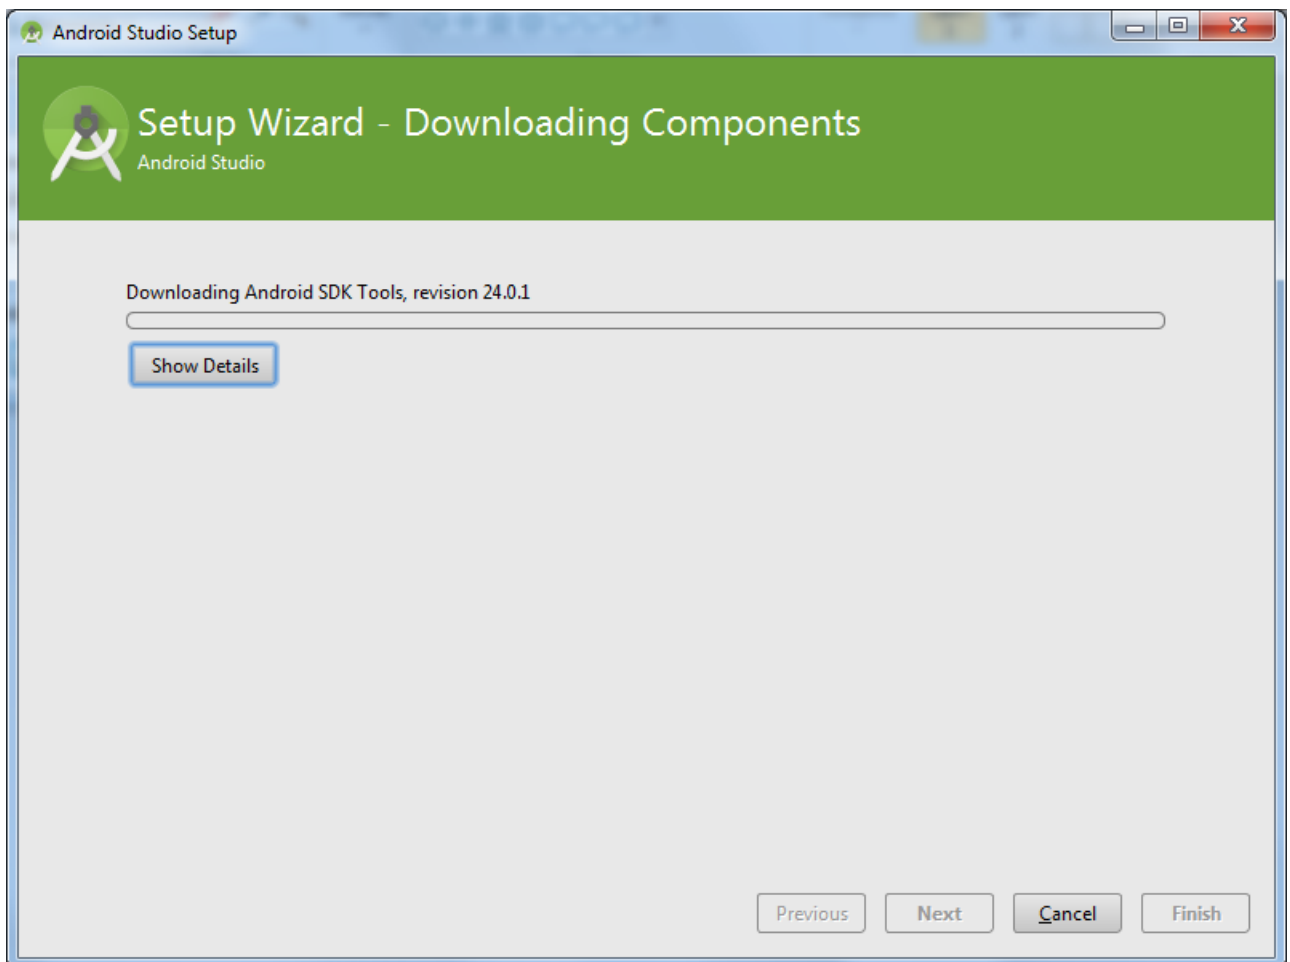 Android Studio Setup
Setup Wizard - Downloading Components
Android Studio
Downloading Android SDK Tools, revision 24.0.1
Show Details
Previous Next Cancel Finish